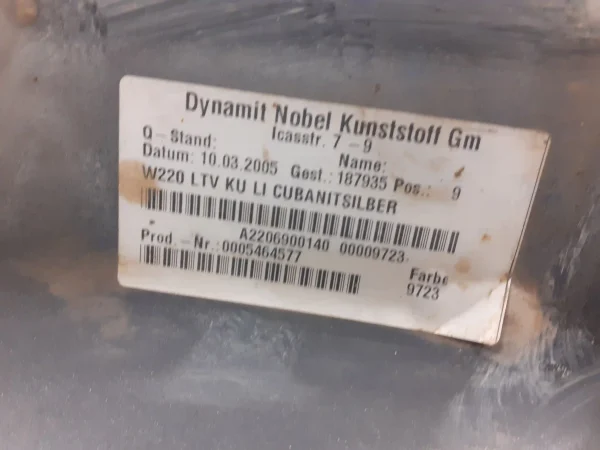 Dynamit Nobel Kunststoff Gm
Icasstr. 7-9
Q-Stand: Name:
Datum: 10.03.2005 Gest.: 187935 Pos.: 9
W220 LTV KU LI CUBANITSILBER
A2206900140 00009723
Prod.-Nr.:0005464577
Farbe
9723